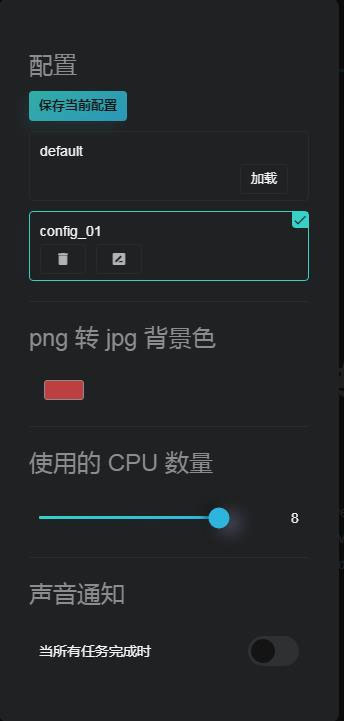 配置
保存当前配置
default
加载
config_01
png 转 jpg 背景色
使用的 CPU 数量
8
声音通知
当所有任务完成时